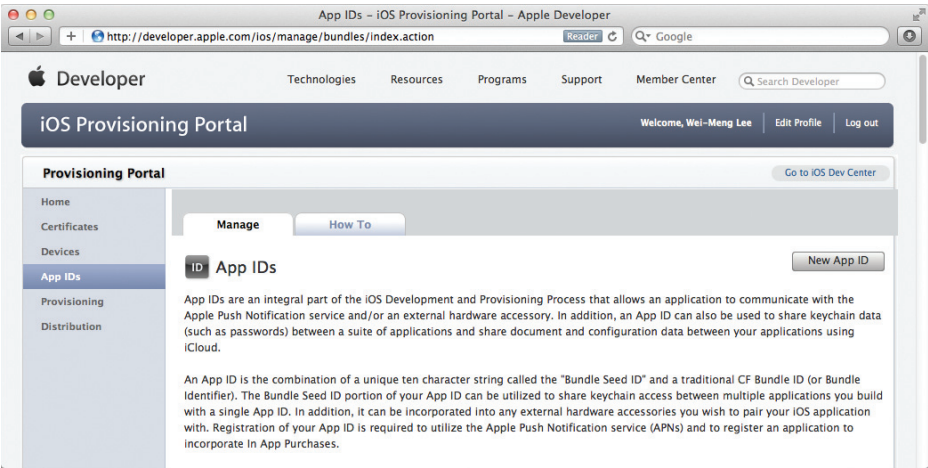 App IDs – iOS Provisioning Portal – Apple Developer
http://developer.apple.com/ios/manage/bundles/index.action
Reader
Google
Developer
Technologies Resources Programs Support Member Center Search Developer
iOS Provisioning Portal
Welcome, Wei-Meng Lee Edit Profile Log out
Provisioning Portal
Go to iOS Dev Center
Home
Certificates
Devices
App IDs
Provisioning
Distribution
Manage How To
ID App IDs
New App ID
App IDs are an integral part of the iOS Development and Provisioning Process that allows an application to communicate with the
Apple Push Notification service and/or an external hardware accessory. In addition, an App ID can also be used to share keychain data
(such as passwords) between a suite of applications and share document and configuration data between your applications using
iCloud.
An App ID is the combination of a unique ten character string called the "Bundle Seed ID" and a traditional CF Bundle ID (or Bundle
Identifier). The Bundle Seed ID portion of your App ID can be utilized to share keychain access between multiple applications you build
with a single App ID. In addition, it can be incorporated into any external hardware accessories you wish to pair your iOS application
with. Registration of your App ID is required to utilize the Apple Push Notification service (APNs) and to register an application to
incorporate In App Purchases.